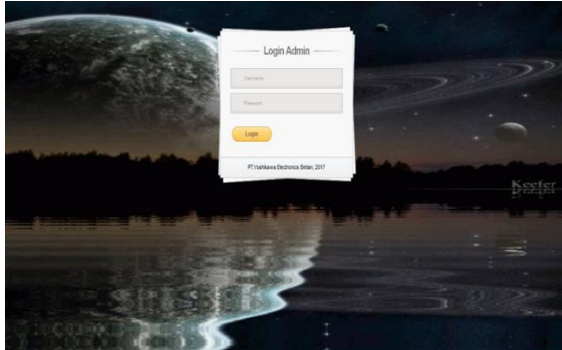 Login Admin
Username
Password
Login
PT.Yoshikawa Electronics Bintan, 2017
Keefer